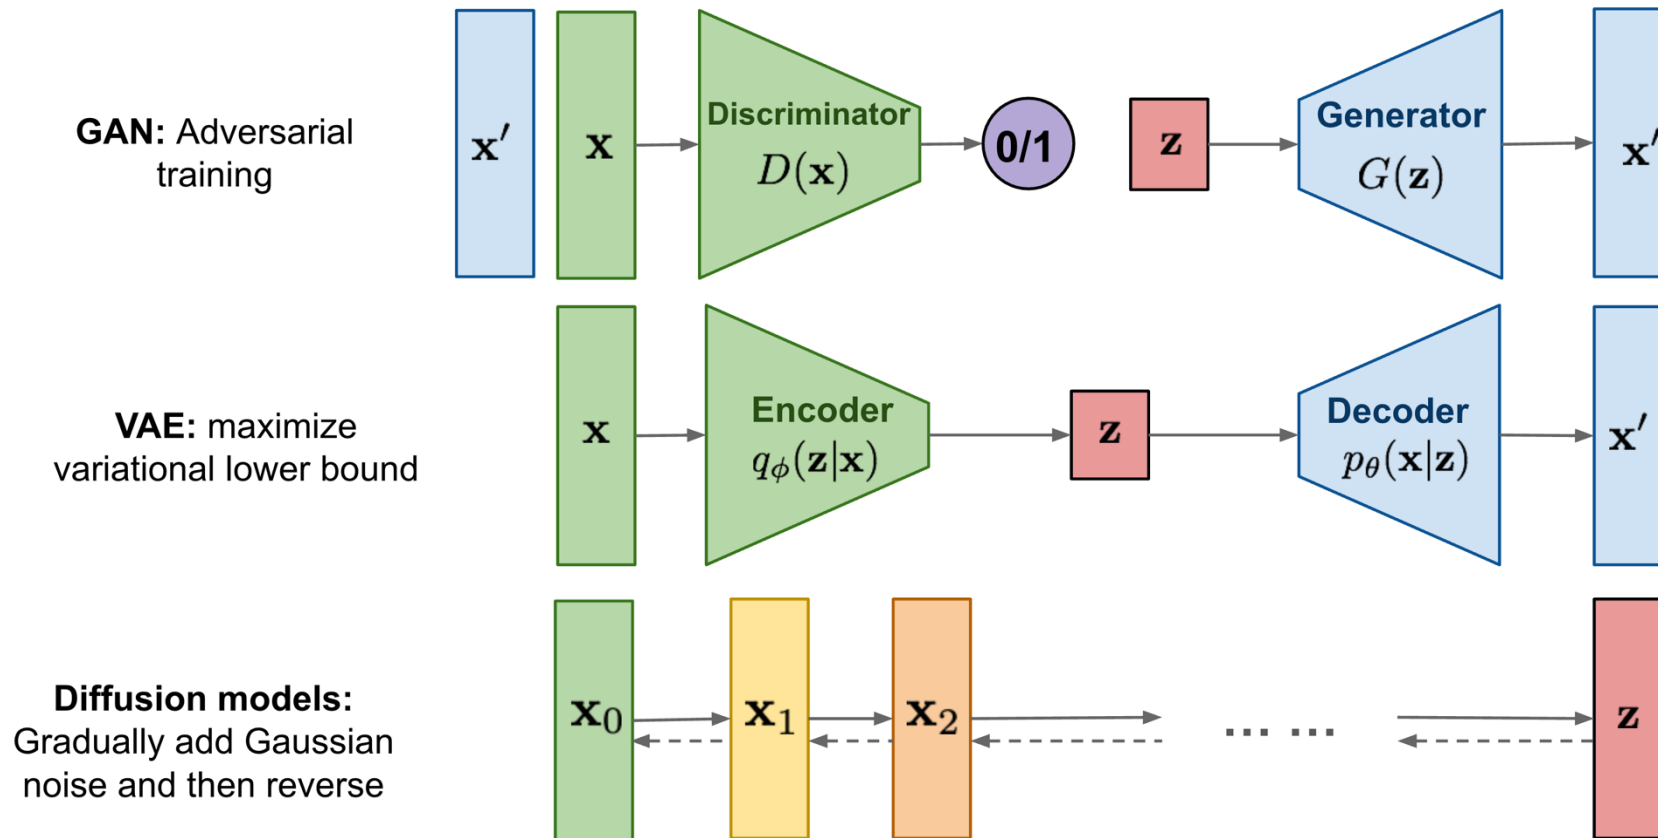 GAN: Adversarial
training
x′
x
Discriminator
D(x)
0/1
z
Generator
G(z)
x′
VAE: maximize
variational lower bound
x
Encoder
qϕ(z|x)
z
Decoder
pθ(x|z)
x′
Diffusion models:
Gradually add Gaussian
noise and then reverse
x₀
x₁
x₂
... ...
z